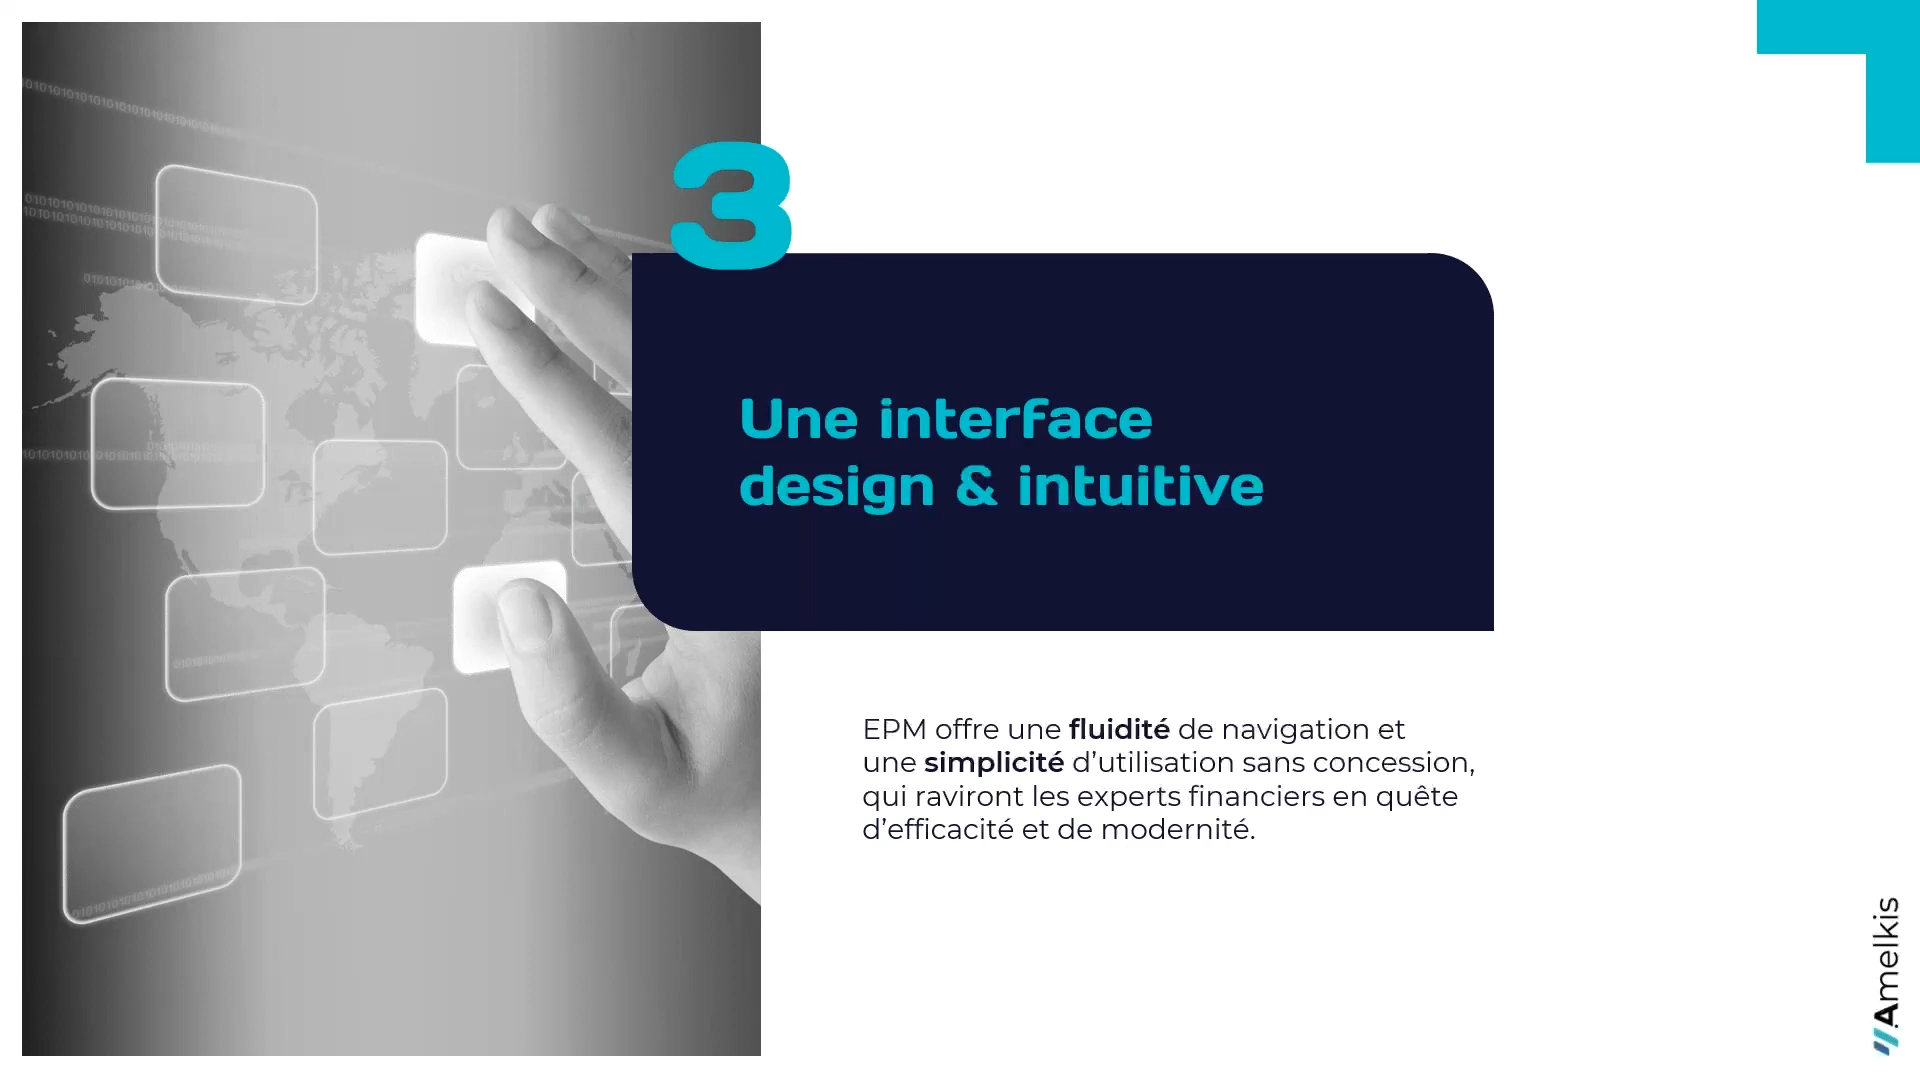 3
Une interface
design & intuitive
EPM offre une fluidité de navigation et
une simplicité d’utilisation sans concession,
qui raviront les experts financiers en quête
d’efficacité et de modernité.
Amelkis